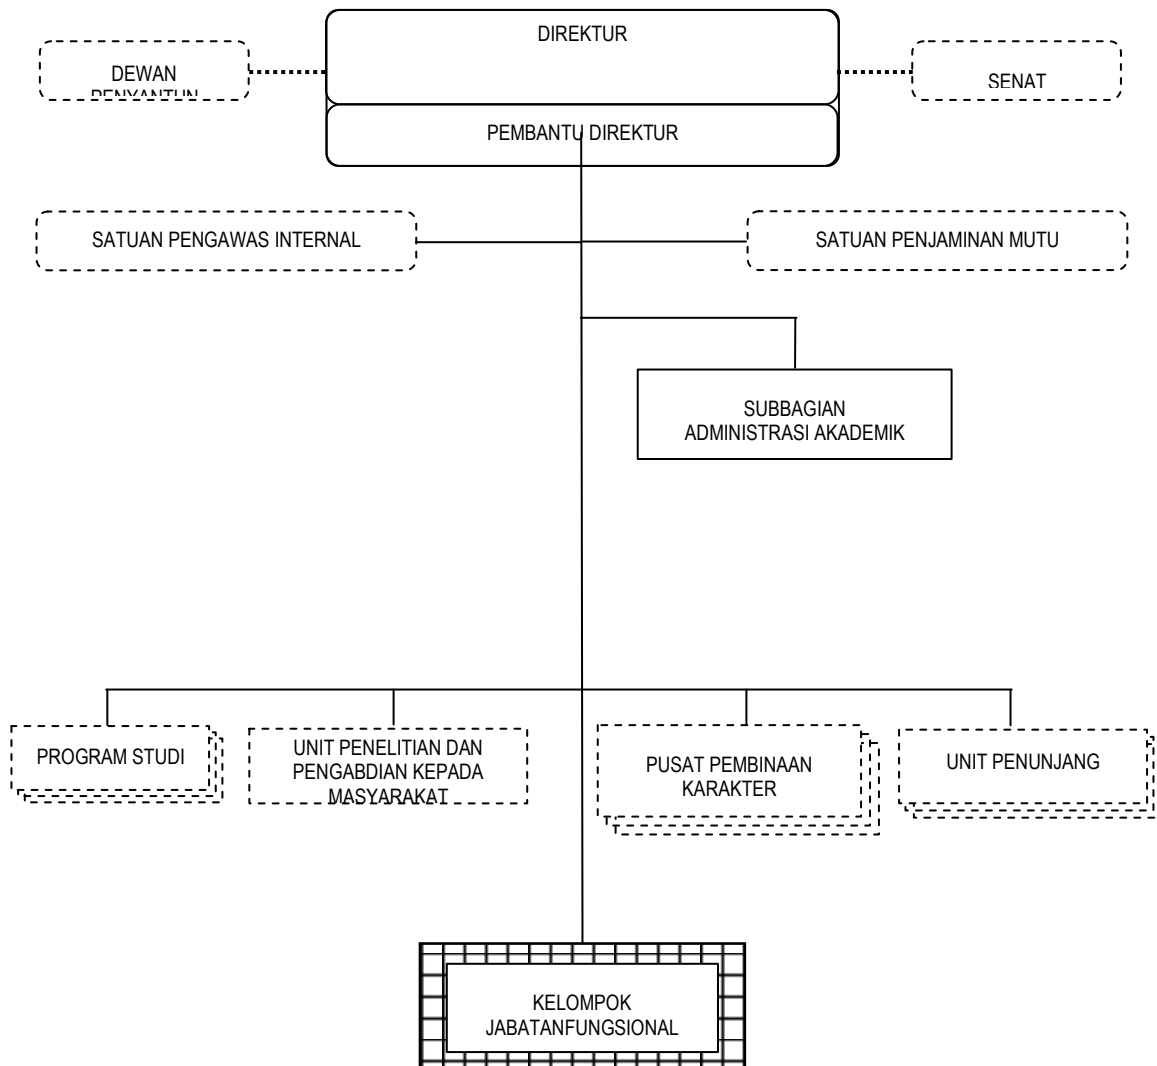 DIREKTUR
DEWAN
PENYANTUN
SENAT
PEMBANTU DIREKTUR
SATUAN PENGAWAS INTERNAL
SATUAN PENJAMINAN MUTU
SUBBAGIAN
ADMINISTRASI AKADEMIK
PROGRAM STUDI
UNIT PENELITIAN DAN
PENGABDIAN KEPADA
MASYARAKAT
PUSAT PEMBINAAN
KARAKTER
UNIT PENUNJANG
KELOMPOK
JABATANFUNGSIONAL